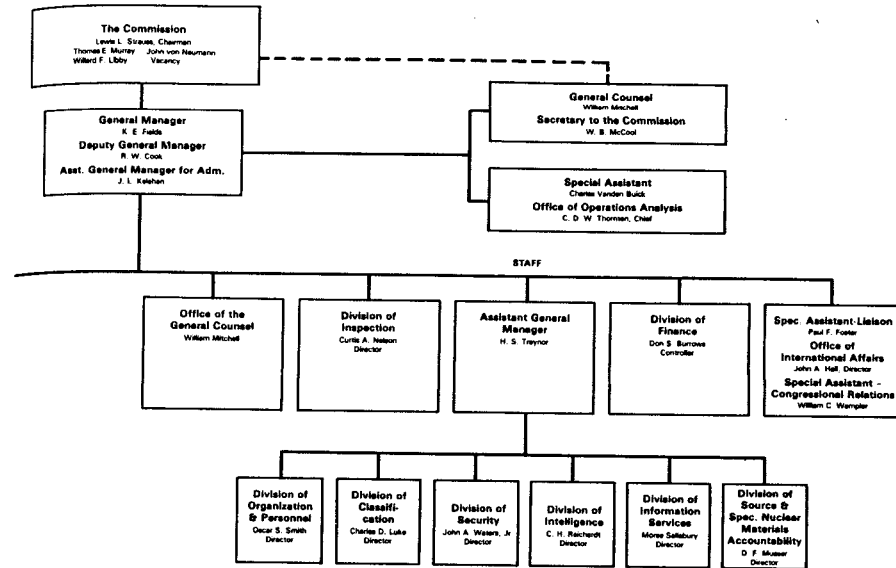 The Commission
Lewis L. Strauss, Chairman
Thomas E. Murray John von Neumann
Willard F. Libby Vacancy
General Manager
K. E. Fields
Deputy General Manager
R. W. Cook
Asst. General Manager for Adm.
J. L. Kelehan
General Counsel
William Mitchell
Secretary to the Commission
W. B. McCool
Special Assistant
Charles Vanden Bulck
Office of Operations Analysis
C. D. W. Thornton, Chief
STAFF
Office of the
General Counsel
William Mitchell
Division of
Inspection
Curtis A. Nelson
Director
Assistant General
Manager
H. S. Traynor
Division of
Finance
Don S. Burrows
Controller
Spec. Assistant-Liaison
Paul F. Foster
Office of
International Affairs
John A. Hall, Director
Special Assistant -
Congressional Relations
William C. Wampler
Division of
Organization
& Personnel
Oscar S. Smith
Director
Division of
Classifi-
cation
Charles D. Luke
Director
Division of
Security
John A. Waters, Jr
Director
Division of
Intelligence
C. H. Reichardt
Director
Division of
Information
Services
Morse Salisbury
Director
Division of
Source &
Spec. Nuclear
Materials
Accountability
D. F. Musser
Director